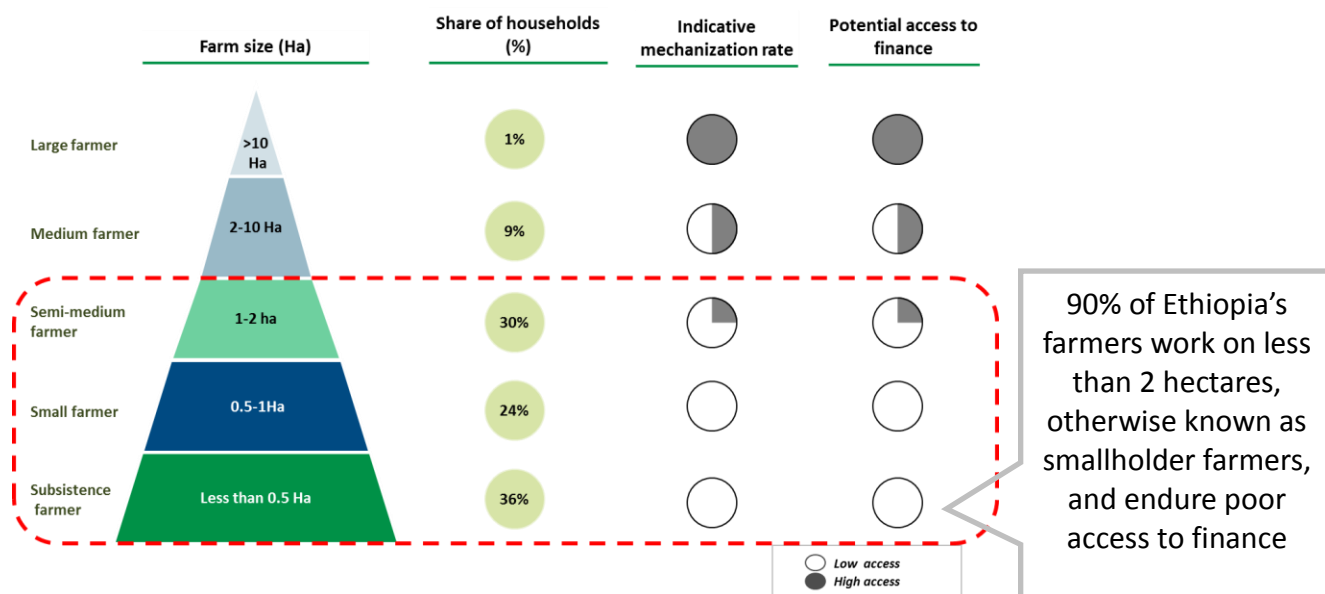 Farm size (Ha)
Share of households
(%)
Indicative
mechanization rate
Potential access to
finance
Large farmer
>10
Ha
1%
Medium farmer
2-10 Ha
9%
Semi-medium
farmer
1-2 ha
30%
Small farmer
0.5-1Ha
24%
Subsistence
farmer
Less than 0.5 Ha
36%
90% of Ethiopia’s
farmers work on less
than 2 hectares,
otherwise known as
smallholder farmers,
and endure poor
access to finance
Low access
High access